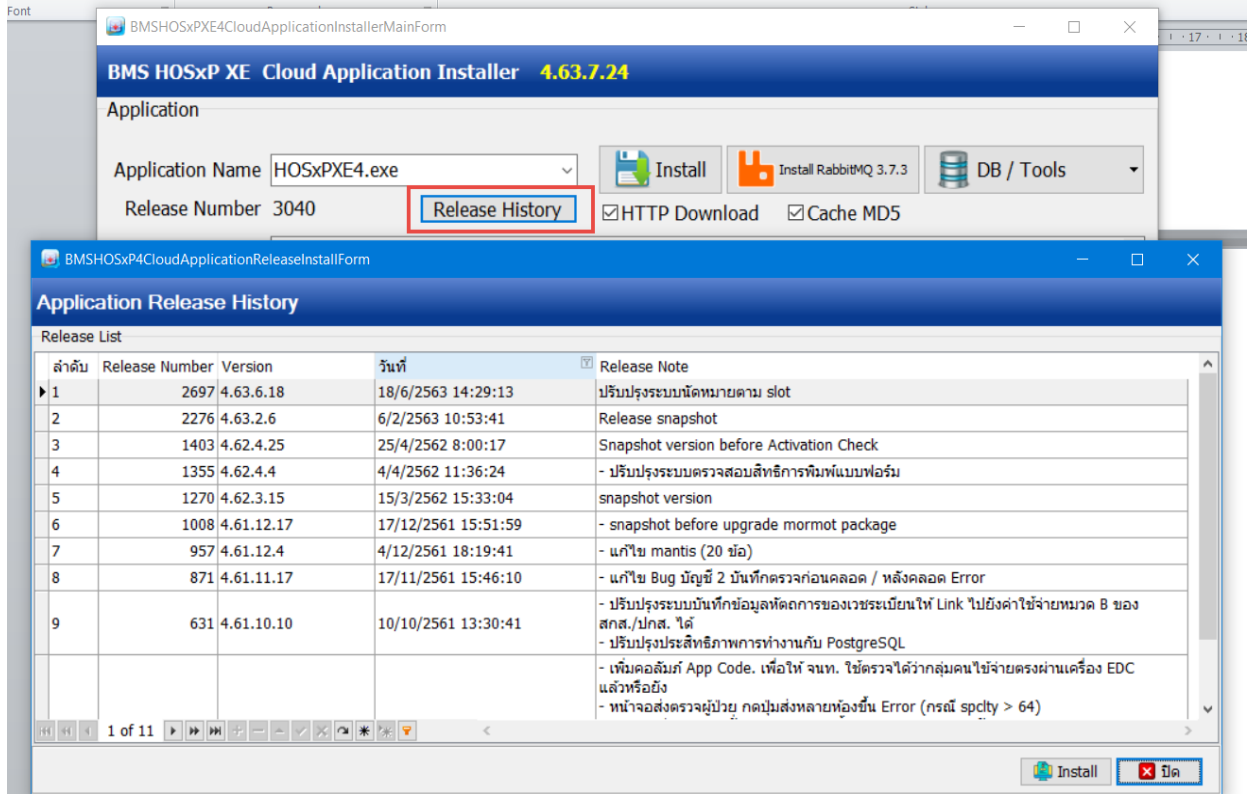 Font
17 · 1 · 18
BMSHOSxPXE4CloudApplicationInstallerMainForm
BMS HOSxP XE Cloud Application Installer 4.63.7.24
Application
Application Name HOSxPXE4.exe Install Install RabbitMQ 3.7.3 DB / Tools
Release Number 3040 Release History HTTP Download Cache MD5
BMSHOSxP4CloudApplicationReleaseInstallForm
Application Release History
Release List
ลำดับ Release Number Version วันที่ Release Note
1 2697 4.63.6.18 18/6/2563 14:29:13 ปรับปรุงระบบนัดหมายตาม slot
2 2276 4.63.2.6 6/2/2563 10:53:41 Release snapshot
3 1403 4.62.4.25 25/4/2562 8:00:17 Snapshot version before Activation Check
4 1355 4.62.4.4 4/4/2562 11:36:24 - ปรับปรุงระบบตรวจสอบสิทธิการพิมพ์แบบฟอร์ม
5 1270 4.62.3.15 15/3/2562 15:33:04 snapshot version
6 1008 4.61.12.17 17/12/2561 15:51:59 - snapshot before upgrade mormot package
7 957 4.61.12.4 4/12/2561 18:19:41 - แก้ไข mantis (20 ข้อ)
8 871 4.61.11.17 17/11/2561 15:46:10 - แก้ไข Bug บัญชี 2 บันทึกตรวจก่อนคลอด / หลังคลอด Error
9 631 4.61.10.10 10/10/2561 13:30:41 - ปรับปรุงระบบบันทึกข้อมูลหัตถการของเวชระเบียนให้ Link ไปยังค่าใช้จ่ายหมวด B ของ
สกส./ปกส. ได้
- ปรับปรุงประสิทธิภาพการทำงานกับ PostgreSQL
- เพิ่มคอลัมภ์ App Code. เพื่อให้ จนท. ใช้ตรวจได้ว่ากลุ่มคนไข้จ่ายตรงผ่านเครื่อง EDC
แล้วหรือยัง
- หน้าจอส่งตรวจผู้ป่วย กดปุ่มส่งหลายห้องขึ้น Error (กรณี spclty > 64)
1 of 11
Install ปิด